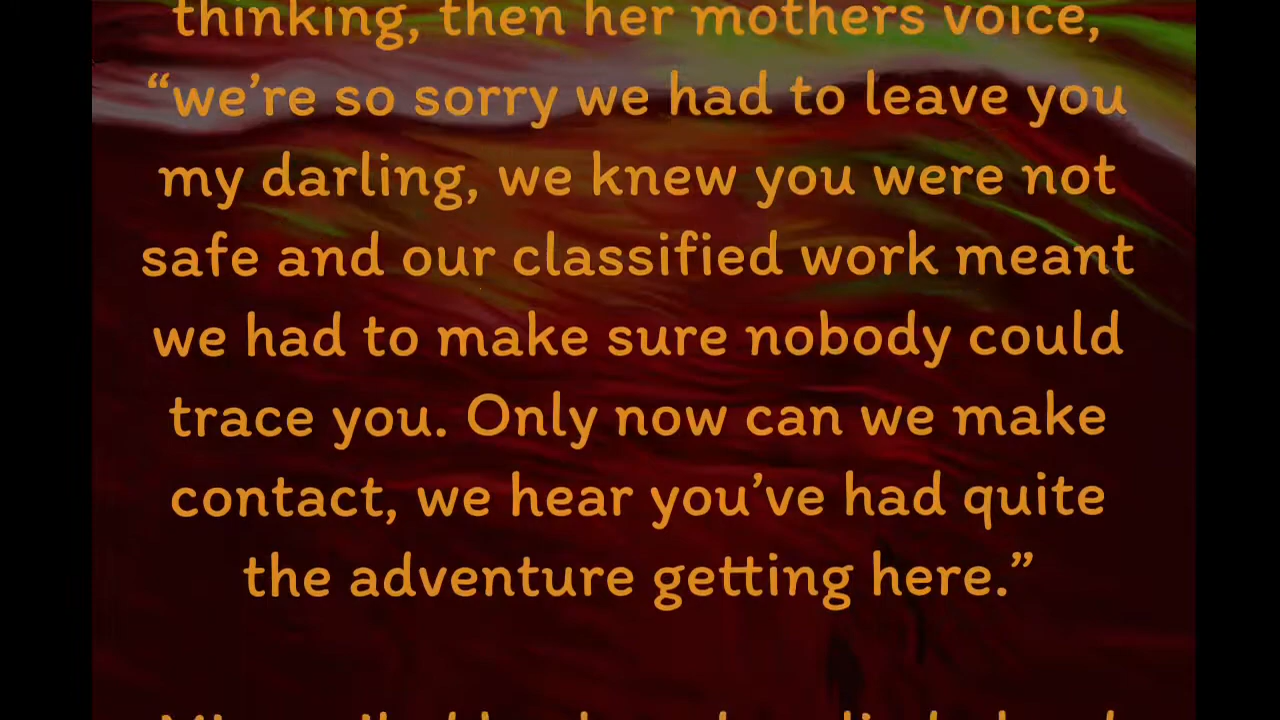 thinking, then her mothers voice,
“we’re so sorry we had to leave you
my darling, we knew you were not
safe and our classified work meant
we had to make sure nobody could
trace you. Only now can we make
contact, we hear you’ve had quite
the adventure getting here.”